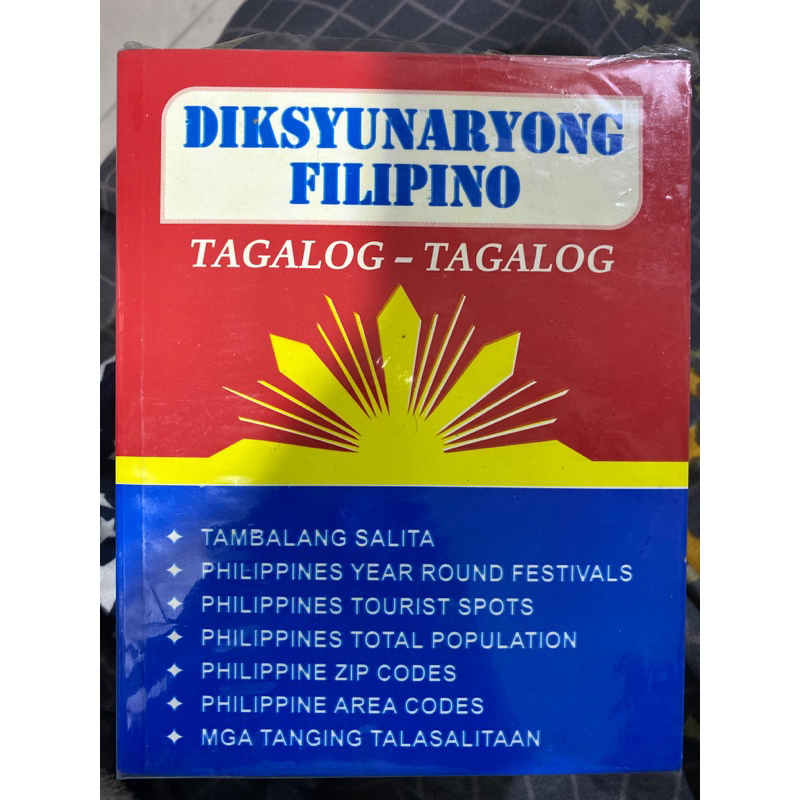 DIKSYUNARYONG
FILIPINO
TAGALOG – TAGALOG
✦ TAMBALANG SALITA
✦ PHILIPPINES YEAR ROUND FESTIVALS
✦ PHILIPPINES TOURIST SPOTS
✦ PHILIPPINES TOTAL POPULATION
✦ PHILIPPINE ZIP CODES
✦ PHILIPPINE AREA CODES
✦ MGA TANGING TALASALITAAN